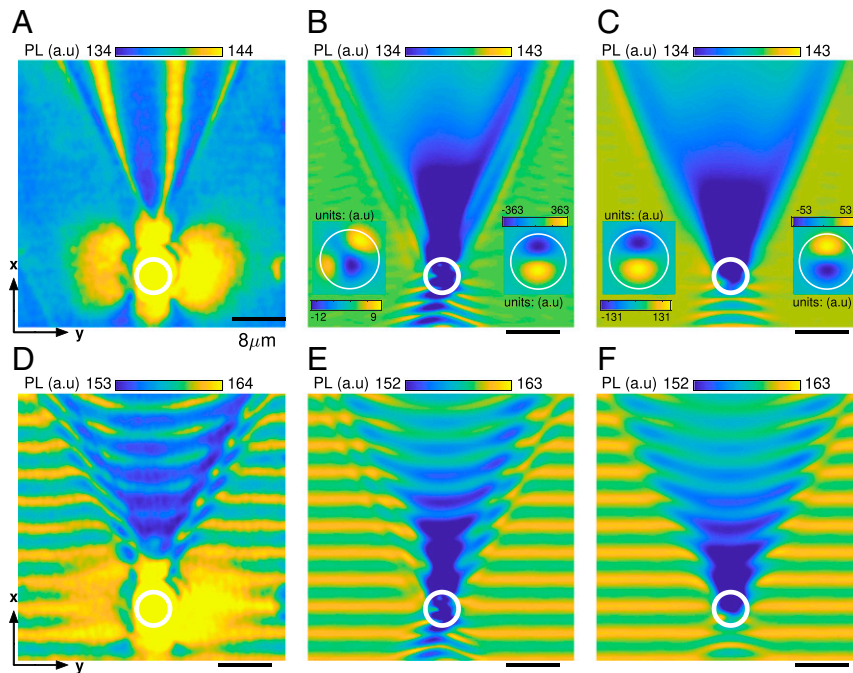 A B C
PL (a.u) 134 144 PL (a.u) 134 143 PL (a.u) 134 143
units: (a.u) -363 363 -53 53
x
-12 9 units: (a.u) -131 131 units: (a.u)
y 8μm
D E F
PL (a.u) 153 164 PL (a.u) 152 163 PL (a.u) 152 163
x
y